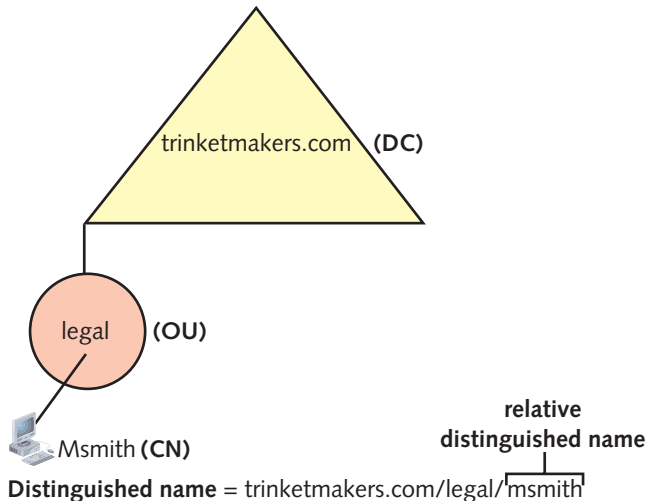 trinketmakers.com (DC)
legal (OU)
Msmith (CN)
relative
distinguished name
Distinguished name = trinketmakers.com/legal/msmith